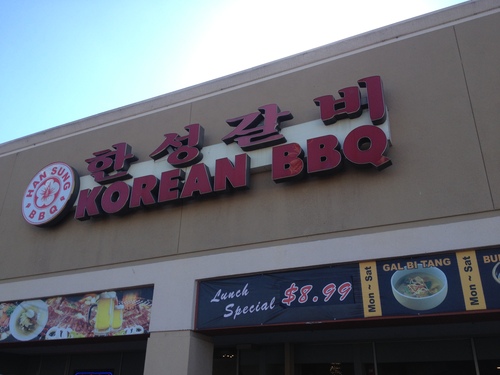 HAN SUNG
BBQ
한성갈비
KOREAN BBQ
Lunch
Special
$8.99
Mon ~ Sat
GAL BI TANG
Mon ~ Sat